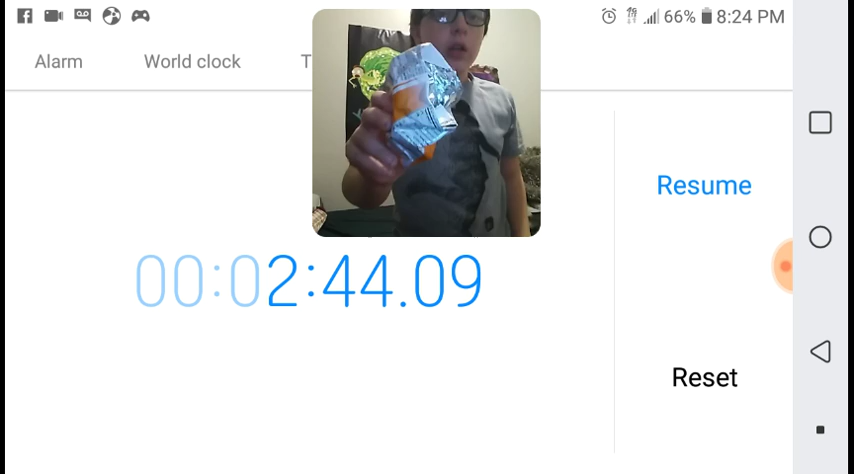 66% 8:24 PM
Alarm World clock T
Resume
00:02:44.09
Reset